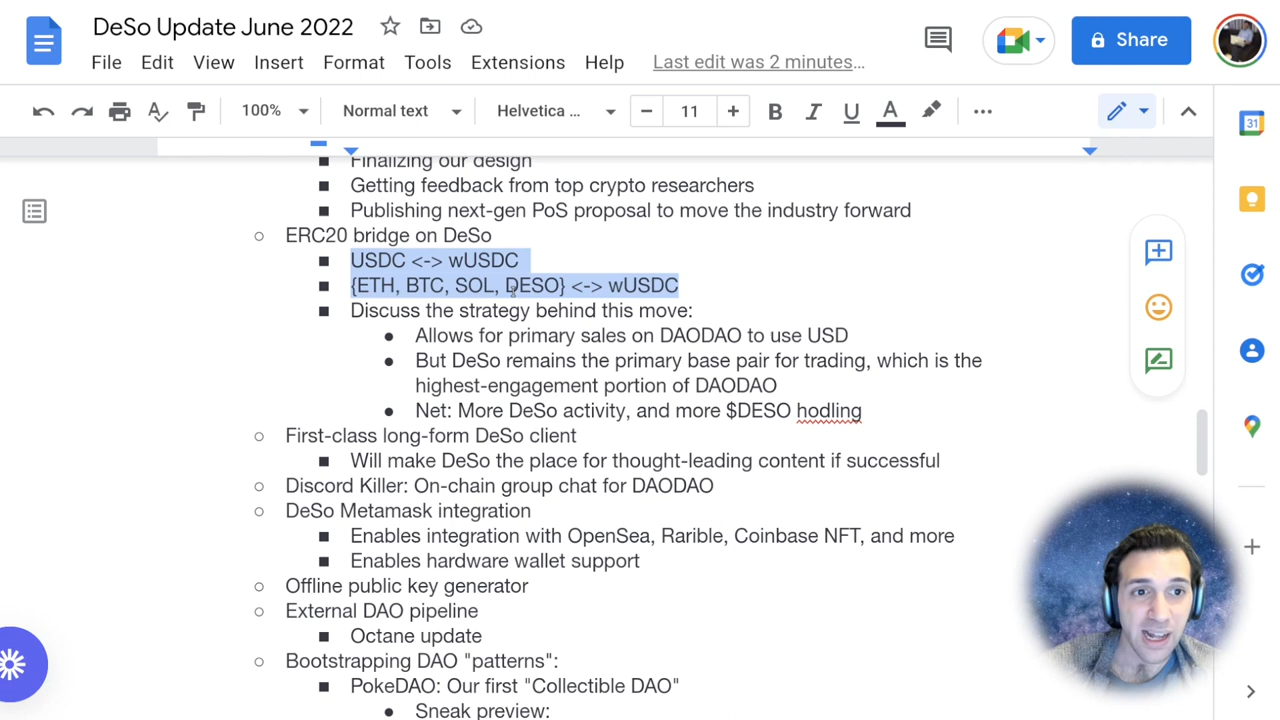 DeSo Update June 2022
File Edit View Insert Format Tools Extensions Help Last edit was 2 minutes…
Share
100% Normal text Helvetica ... 11 B I U A
31
Finalizing our design
Getting feedback from top crypto researchers
Publishing next-gen PoS proposal to move the industry forward
ERC20 bridge on DeSo
USDC <-> wUSDC
{ETH, BTC, SOL, DESO} <-> wUSDC
Discuss the strategy behind this move:
Allows for primary sales on DAODAO to use USD
But DeSo remains the primary base pair for trading, which is the
highest-engagement portion of DAODAO
Net: More DeSo activity, and more $DESO hodling
First-class long-form DeSo client
Will make DeSo the place for thought-leading content if successful
Discord Killer: On-chain group chat for DAODAO
DeSo Metamask integration
Enables integration with OpenSea, Rarible, Coinbase NFT, and more
Enables hardware wallet support
Offline public key generator
External DAO pipeline
Octane update
Bootstrapping DAO "patterns":
PokeDAO: Our first "Collectible DAO"
Sneak preview: